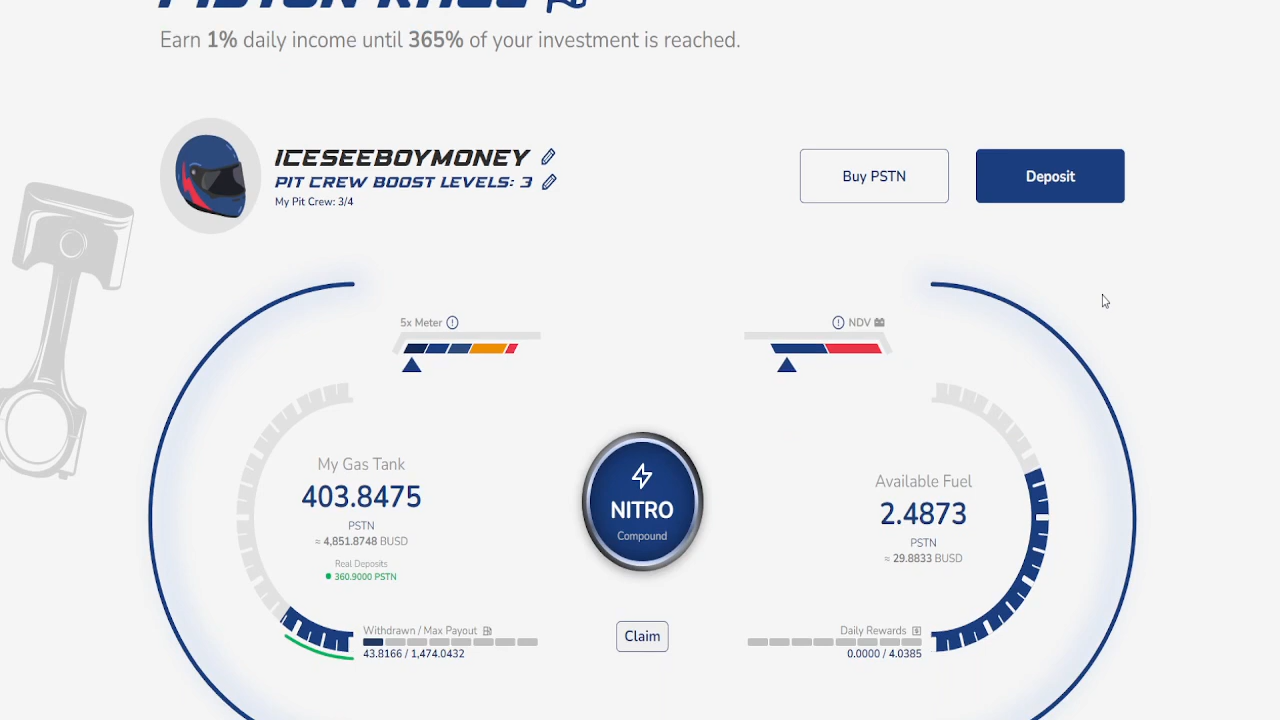 PISTON RACE
Earn 1% daily income until 365% of your investment is reached.
ICESEEBOYMONEY
PIT CREW BOOST LEVELS: 3
My Pit Crew: 3/4
Buy PSTN
Deposit
5x Meter
NDV
My Gas Tank
403.8475
PSTN
≈ 4,851.8748 BUSD
Real Deposits
360.9000 PSTN
NITRO
Compound
Available Fuel
2.4873
PSTN
≈ 29.8833 BUSD
Withdrawn / Max Payout
43.8166 / 1,474.0432
Claim
Daily Rewards
0.0000 / 4.0385